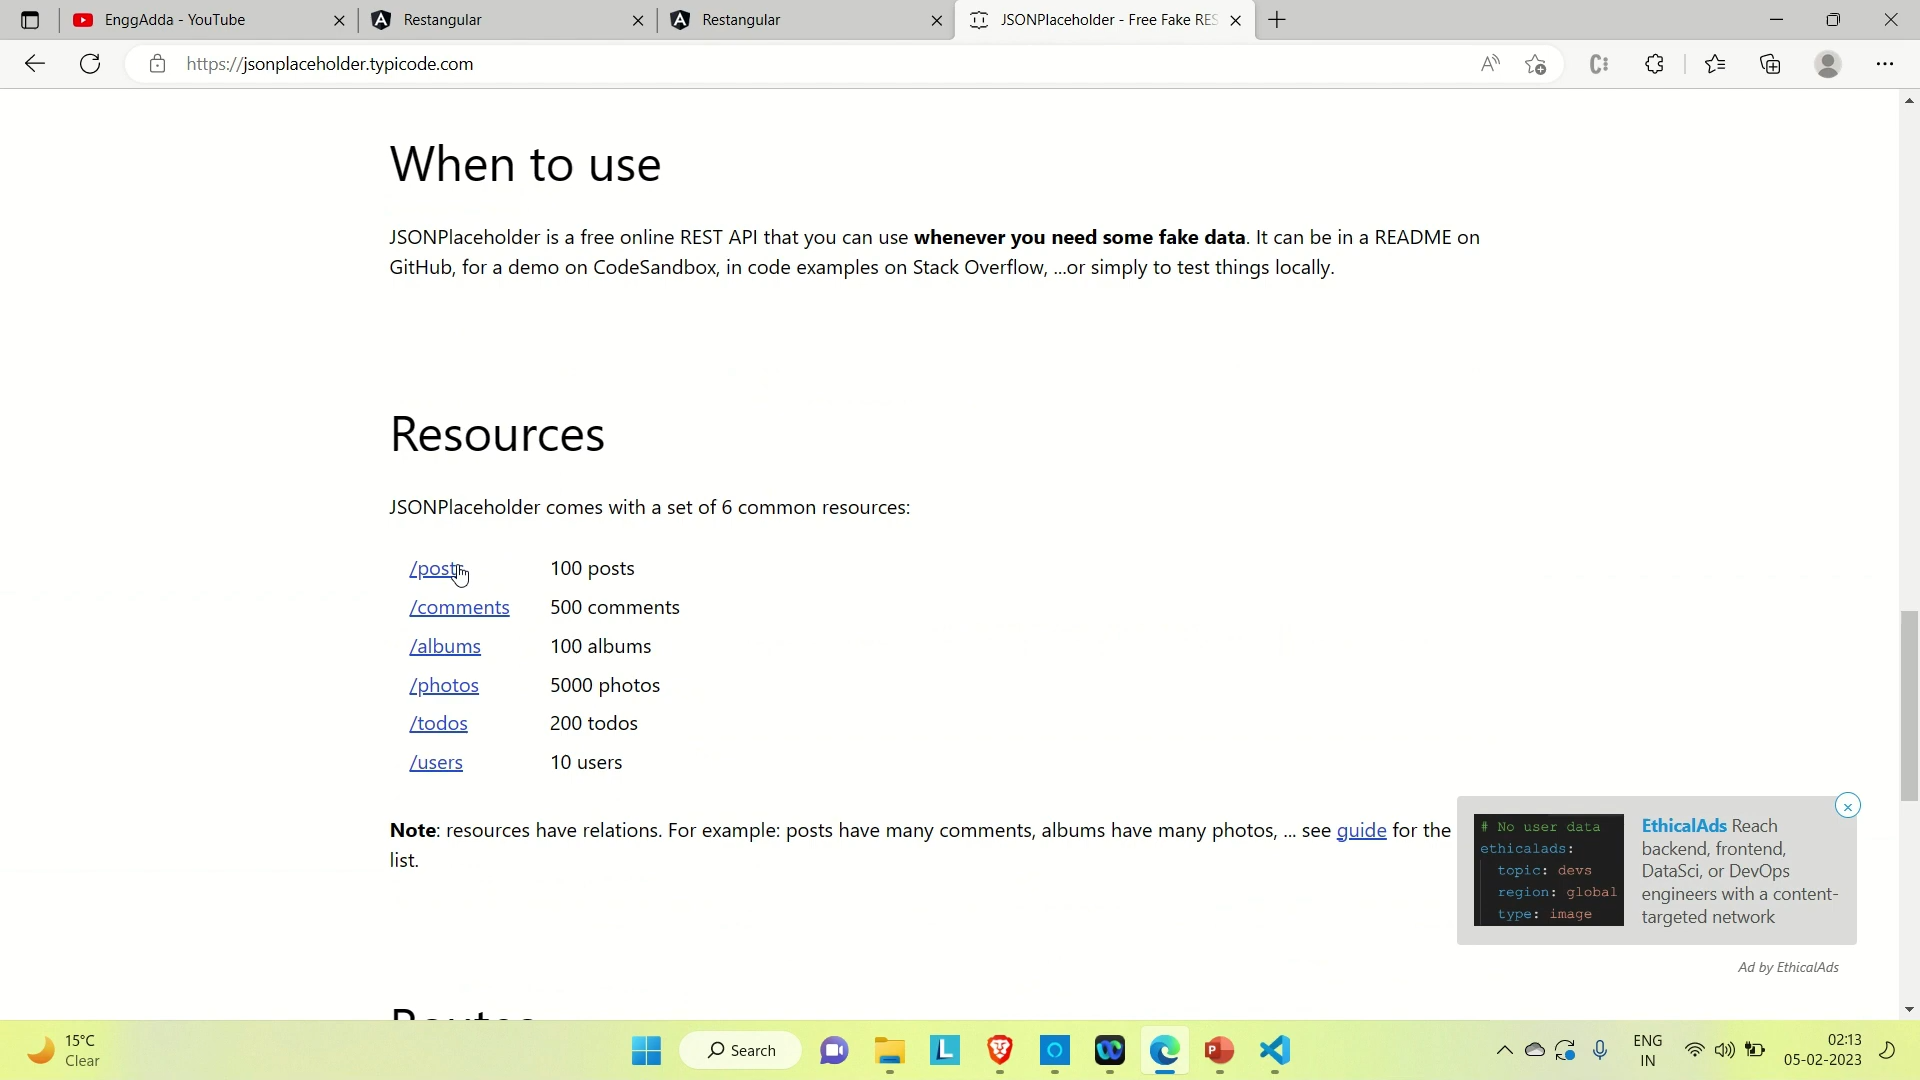 EnggAdda - YouTube
Restangular
Restangular
JSONPlaceholder - Free Fake RES
https://jsonplaceholder.typicode.com
When to use
JSONPlaceholder is a free online REST API that you can use whenever you need some fake data. It can be in a README on
GitHub, for a demo on CodeSandbox, in code examples on Stack Overflow, ...or simply to test things locally.
Resources
JSONPlaceholder comes with a set of 6 common resources:
/posts 100 posts
/comments 500 comments
/albums 100 albums
/photos 5000 photos
/todos 200 todos
/users 10 users
Note: resources have relations. For example: posts have many comments, albums have many photos, ... see guide for the
list.
# No user data
ethicalads:
topic: devs
region: global
type: image
EthicalAds Reach
backend, frontend,
DataSci, or DevOps
engineers with a content-
targeted network
Ad by EthicalAds
Routes
15°C
Clear
Search
ENG
IN
02:13
05-02-2023